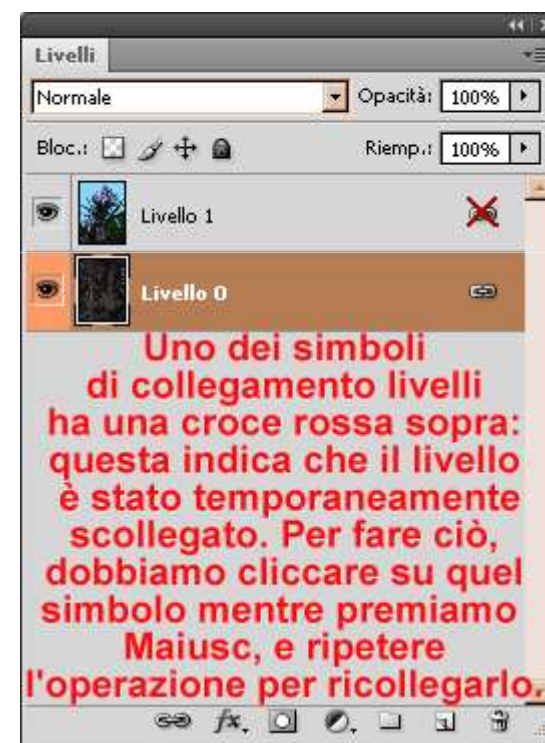 Livelli
Normale Opacità: 100%
Bloc.: Riemp.: 100%
Livello 1
Livello 0
Uno dei simboli
di collegamento livelli
ha una croce rossa sopra:
questa indica che il livello
è stato temporaneamente
scollegato. Per fare ciò,
dobbiamo cliccare su quel
simbolo mentre premiamo
Maiusc, e ripetere
l'operazione per ricollegarlo.
fx.